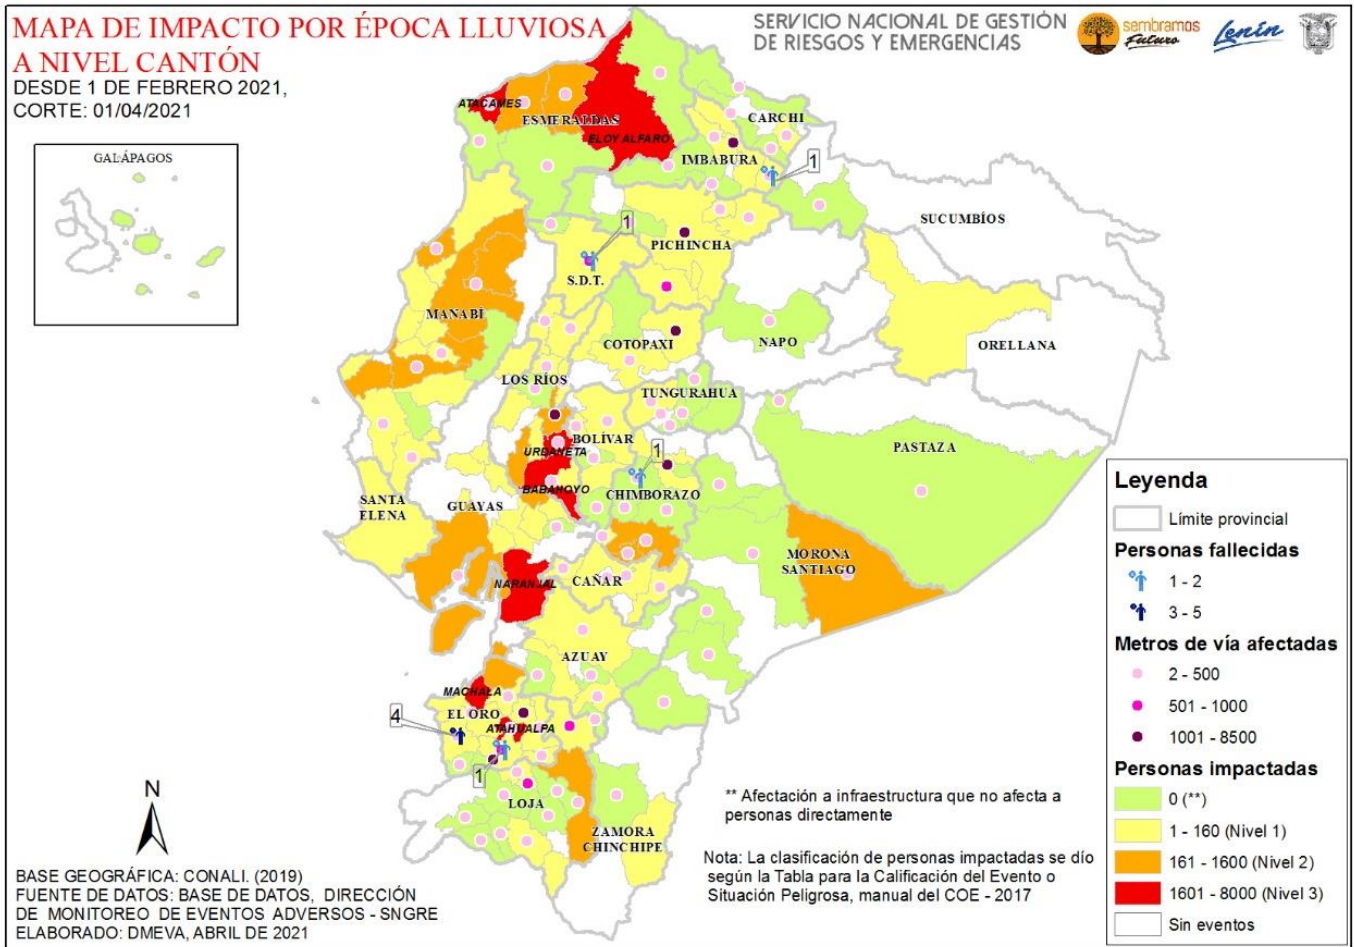 MAPA DE IMPACTO POR ÉPOCA LLUVIOSA
A NIVEL CANTÓN
DESDE 1 DE FEBRERO 2021,
CORTE: 01/04/2021
SERVICIO NACIONAL DE GESTIÓN
DE RIESGOS Y EMERGENCIAS
sembramos
Futuro
Lenín
GALÁPAGOS
ATACAMES
ESMERALDAS
ELOY ALFARO
CARCHI
IMBABURA
1
SUCUMBÍOS
1
PICHINCHA
S.D.T.
MANABÍ
COTOPAXI
NAPO
ORELLANA
LOS RÍOS
TUNGURAHUA
BOLÍVAR
PASTAZA
URDANETA
1
BABAHOYO
CHIMBORAZO
SANTA
ELENA
GUAYAS
MORONA
SANTIAGO
NARANJAL
CAÑAR
AZUAY
MACHALA
EL ORO
4
ATAHUALPA
1
LOJA
ZAMORA
CHINCHIPE
Leyenda
Límite provincial
Personas fallecidas
1 - 2
3 - 5
Metros de vía afectadas
2 - 500
501 - 1000
1001 - 8500
Personas impactadas
0 (**)
1 - 160 (Nivel 1)
161 - 1600 (Nivel 2)
1601 - 8000 (Nivel 3)
Sin eventos
** Afectación a infraestructura que no afecta a
personas directamente
Nota: La clasificación de personas impactadas se dío
según la Tabla para la Calificación del Evento o
Situación Peligrosa, manual del COE - 2017
N
BASE GEOGRÁFICA: CONALI. (2019)
FUENTE DE DATOS: BASE DE DATOS, DIRECCIÓN
DE MONITOREO DE EVENTOS ADVERSOS - SNGRE
ELABORADO: DMEVA, ABRIL DE 2021